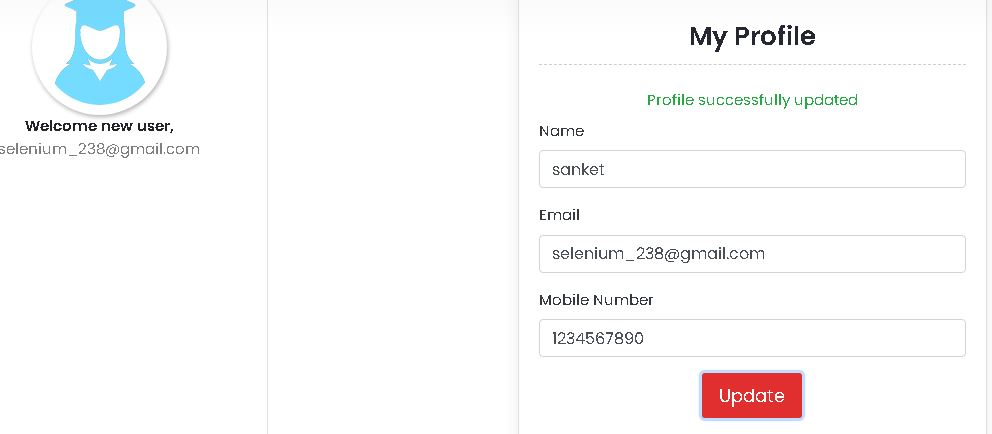 Welcome new user,
selenium_238@gmail.com
My Profile
Profile successfully updated
Name
sanket
Email
selenium_238@gmail.com
Mobile Number
1234567890
Update